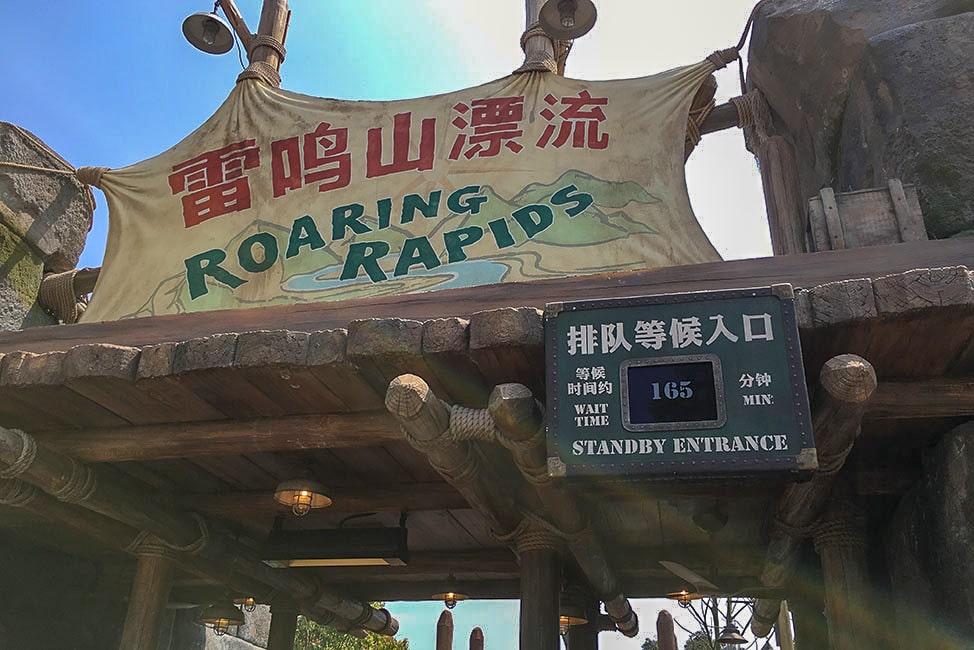 雷鸣山漂流
ROARING
RAPIDS
排队等候入口
等候
时间约
WAIT
TIME
165
分钟
MIN.
STANDBY ENTRANCE